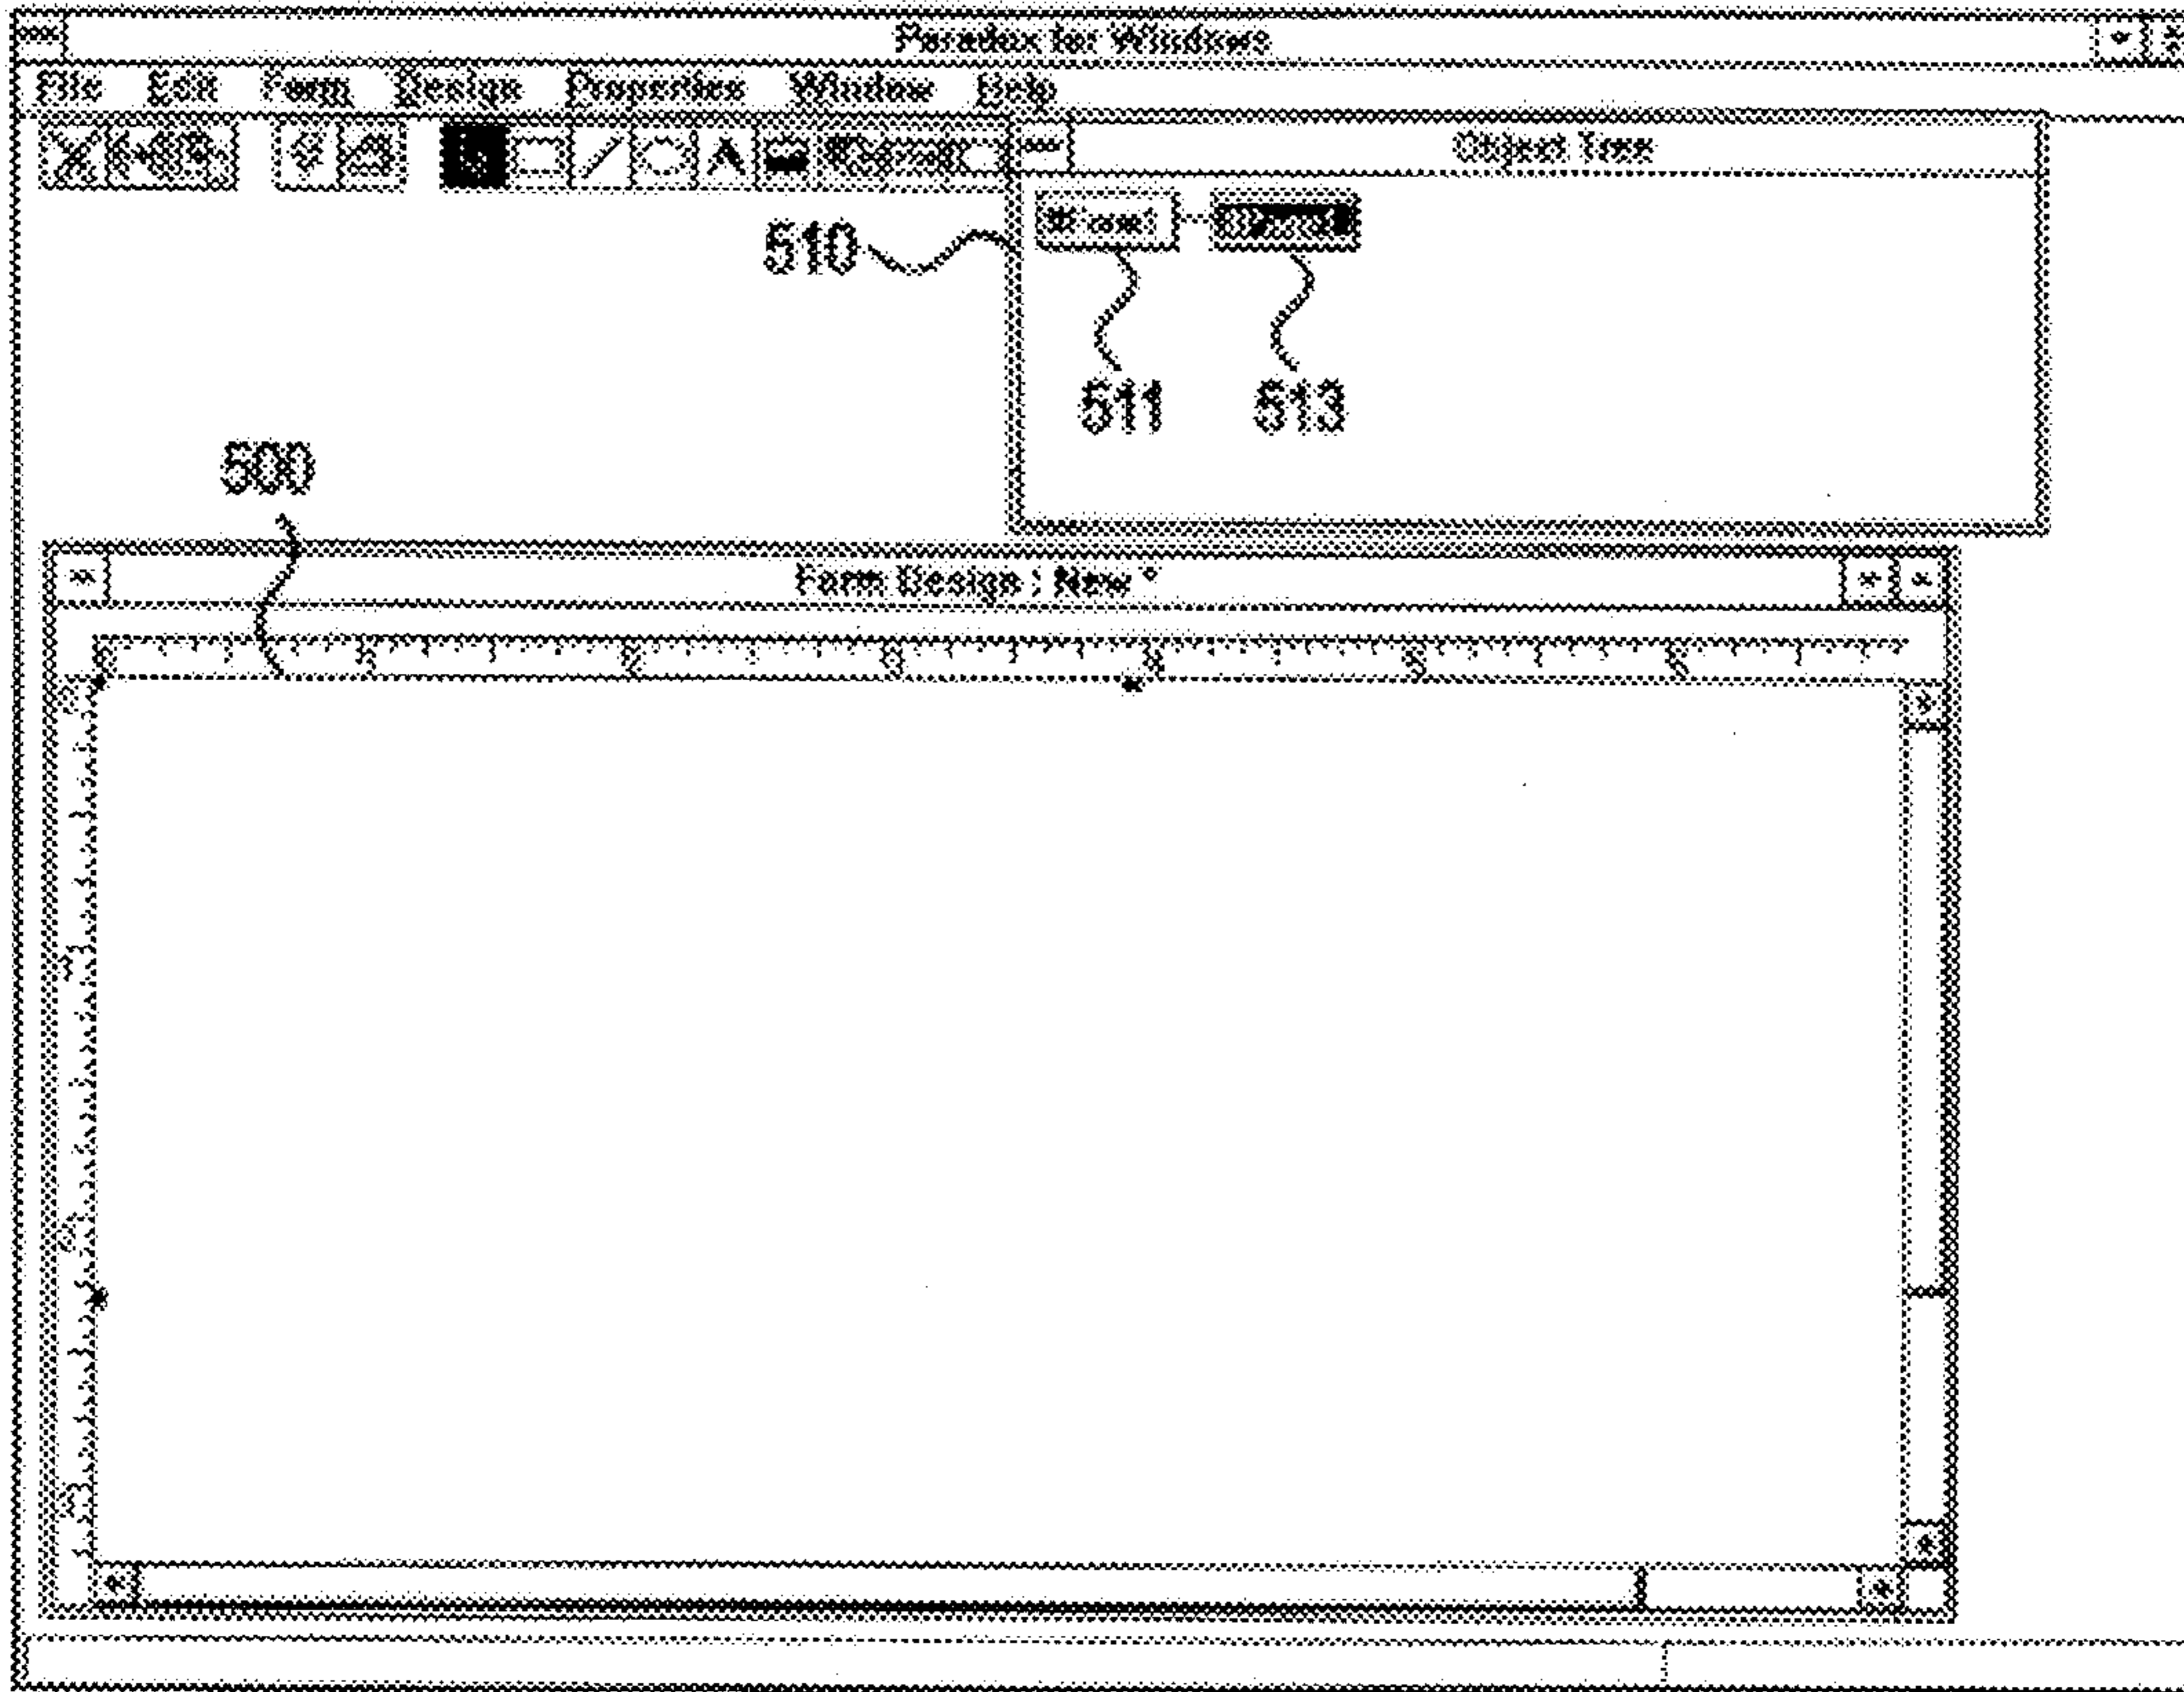 Paradox for Windows
File Edit Form Design Properties Window Help
A
Object Tree
510
511 513
500
Form Design : New *